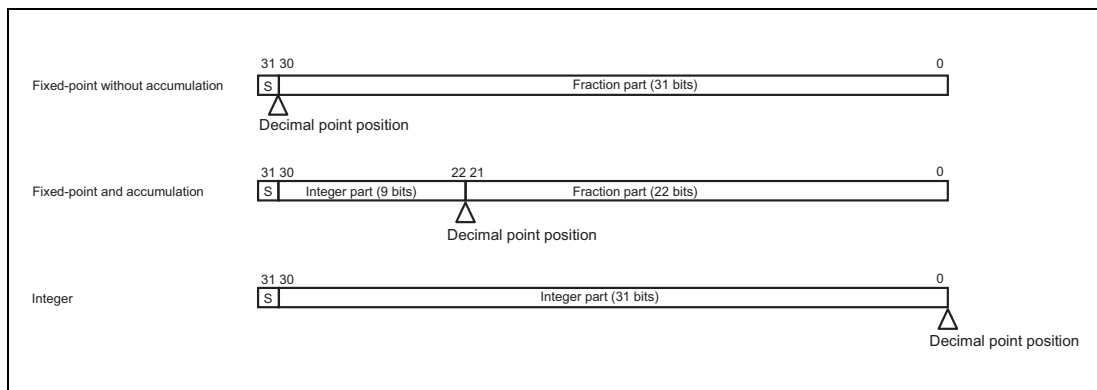 31 30 0
Fixed-point without accumulation S Fraction part (31 bits)
Decimal point position
31 30 22 21 0
Fixed-point and accumulation S Integer part (9 bits) Fraction part (22 bits)
Decimal point position
31 30 0
Integer S Integer part (31 bits)
Decimal point position